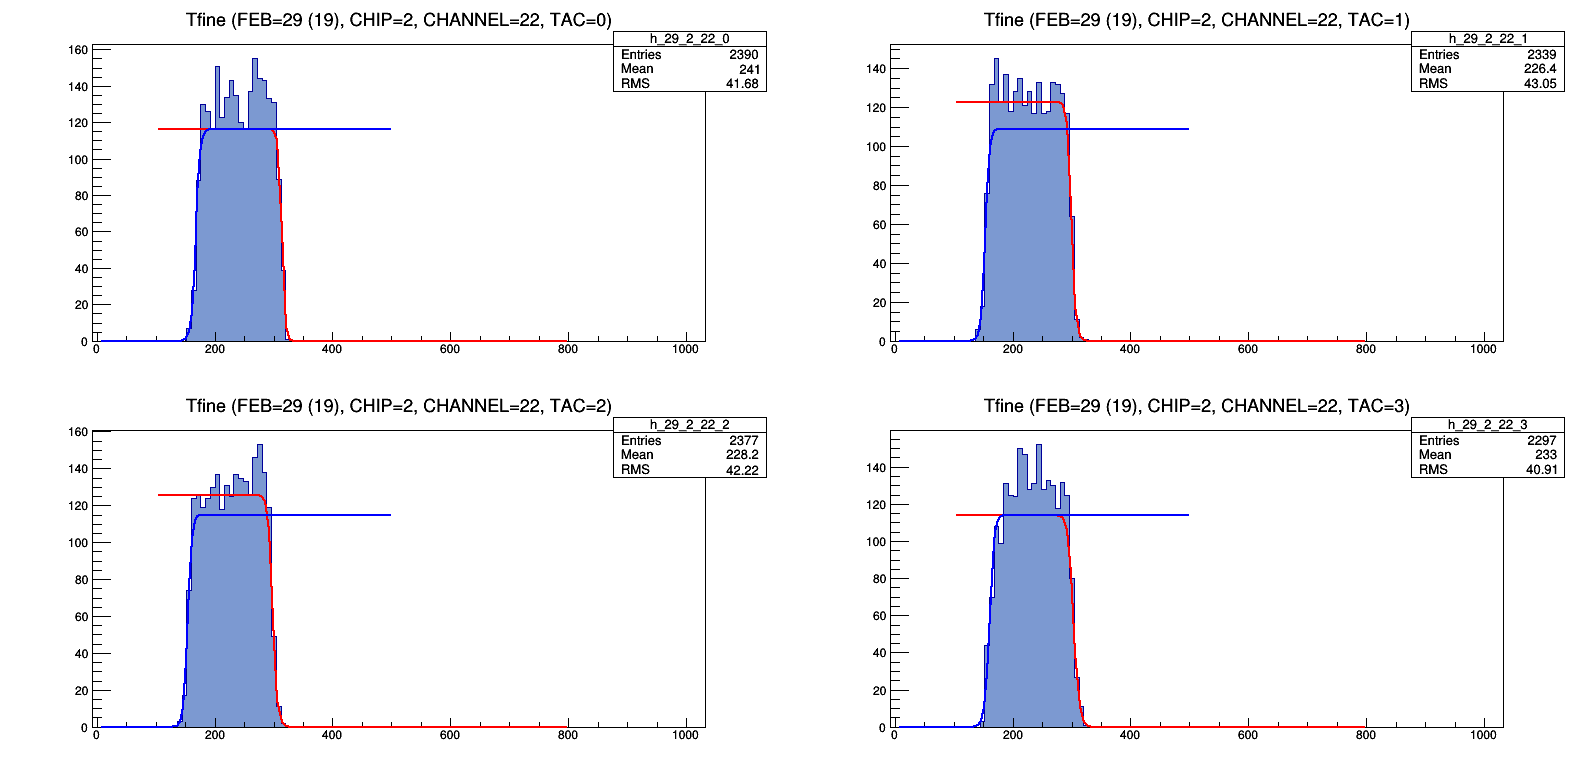 Tfine (FEB=29 (19), CHIP=2, CHANNEL=22, TAC=0)
h_29_2_22_0
Entries 2390
Mean 241
RMS 41.68
160
140
120
100
80
60
40
20
0
0 200 400 600 800 1000
Tfine (FEB=29 (19), CHIP=2, CHANNEL=22, TAC=1)
h_29_2_22_1
Entries 2339
Mean 226.4
RMS 43.05
140
120
100
80
60
40
20
0
0 200 400 600 800 1000
Tfine (FEB=29 (19), CHIP=2, CHANNEL=22, TAC=2)
h_29_2_22_2
Entries 2377
Mean 228.2
RMS 42.22
160
140
120
100
80
60
40
20
0
0 200 400 600 800 1000
Tfine (FEB=29 (19), CHIP=2, CHANNEL=22, TAC=3)
h_29_2_22_3
Entries 2297
Mean 233
RMS 40.91
140
120
100
80
60
40
20
0
0 200 400 600 800 1000